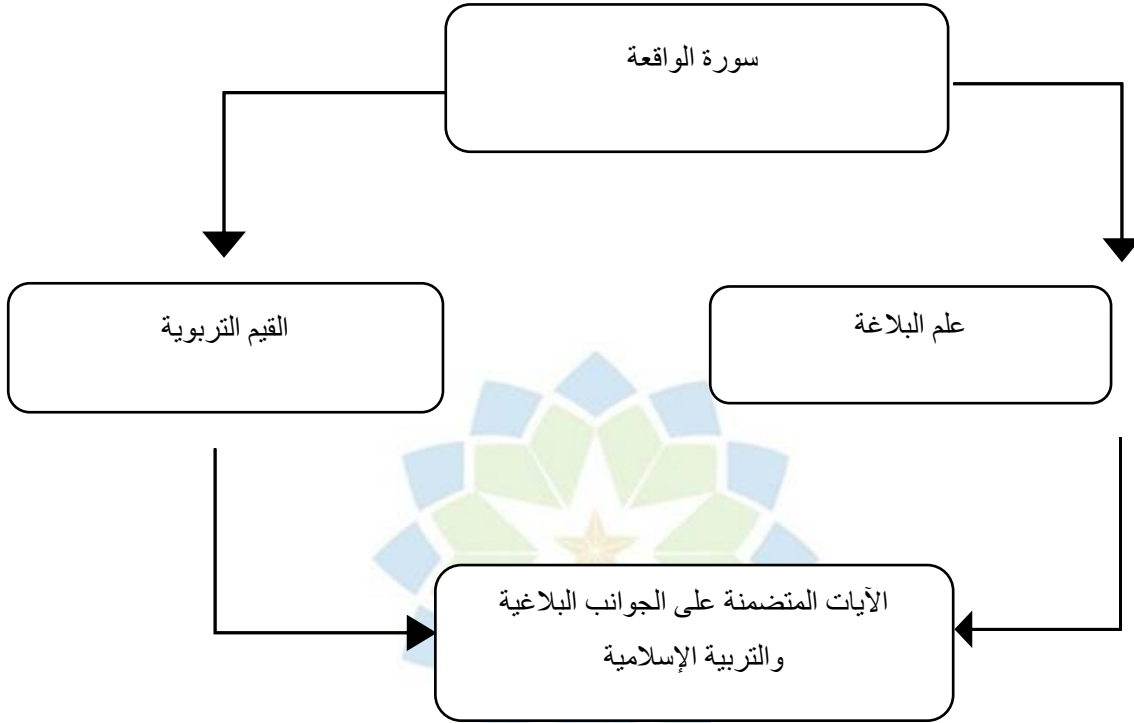 سورة الواقعة
علم البلاغة
القيم التربوية
الآيات المتضمنة على الجوانب البلاغية
والتربية الإسلامية